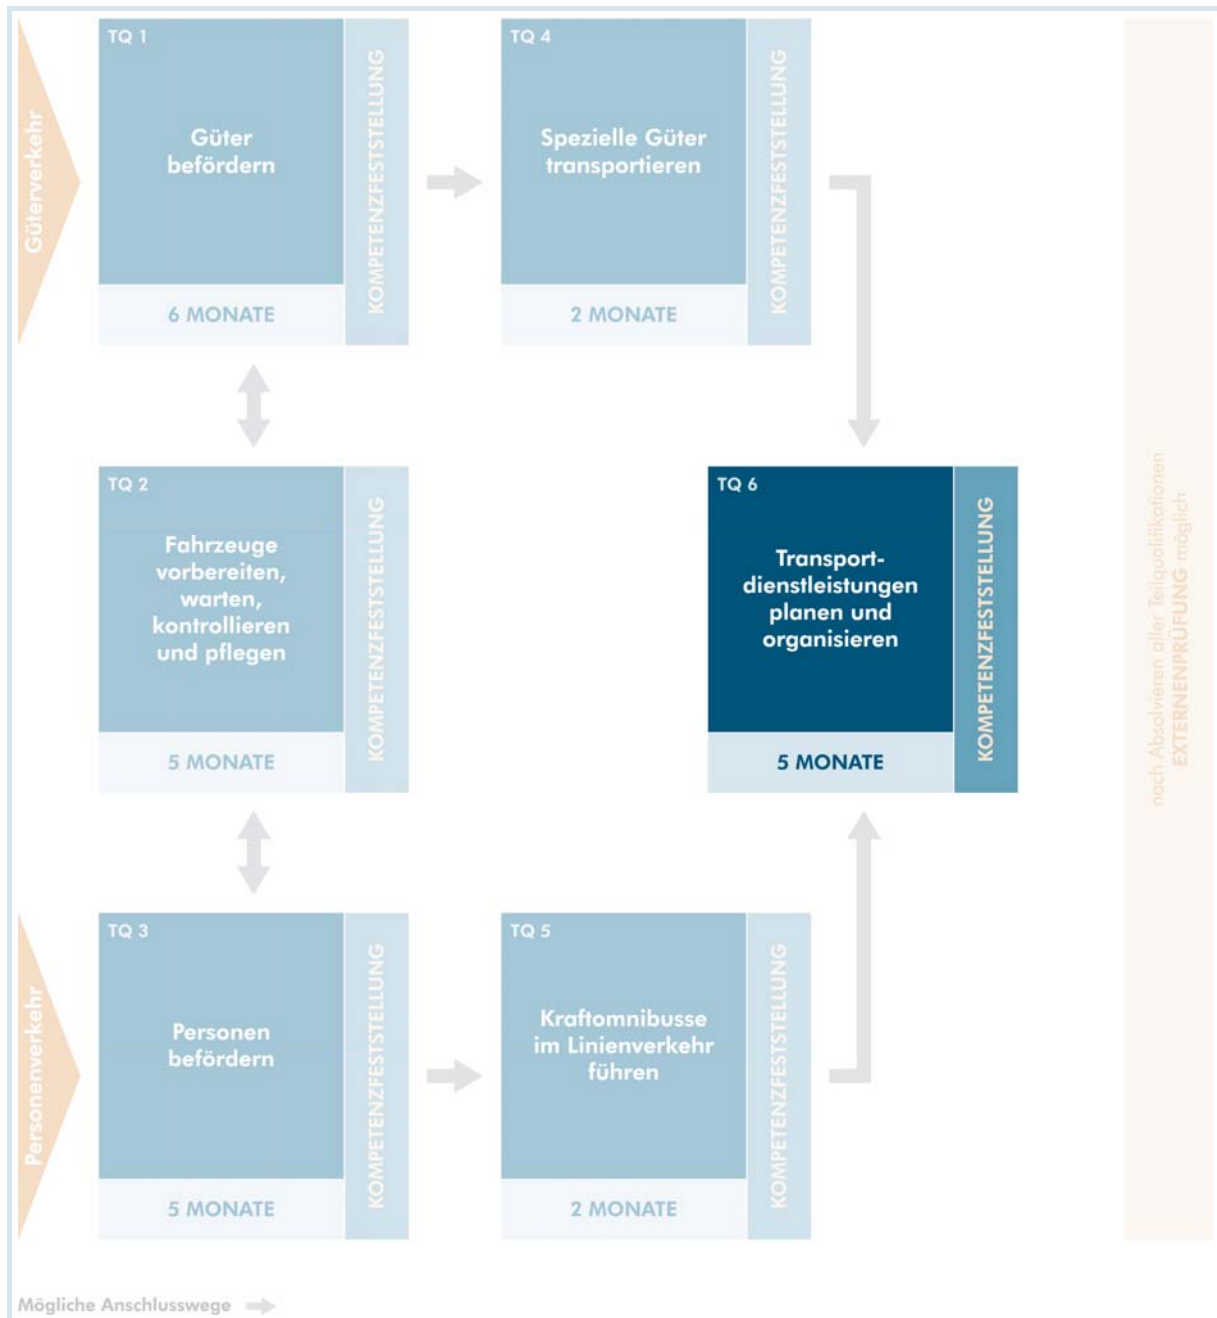 Güterverkehr
TQ 1
Güter
befördern
6 MONATE
KOMPETENZFESTSTELLUNG
TQ 4
Spezielle Güter
transportieren
2 MONATE
KOMPETENZFESTSTELLUNG
TQ 2
Fahrzeuge
vorbereiten,
warten,
kontrollieren
und pflegen
5 MONATE
KOMPETENZFESTSTELLUNG
TQ 6
Transport-
dienstleistungen
planen und
organisieren
5 MONATE
KOMPETENZFESTSTELLUNG
Personenverkehr
TQ 3
Personen
befördern
5 MONATE
KOMPETENZFESTSTELLUNG
TQ 5
Kraftomnibusse
im Linienverkehr
führen
2 MONATE
KOMPETENZFESTSTELLUNG
nach Absolvieren aller Teilqualifikationen
EXTERNENPRÜFUNG möglich
Mögliche Anschlusswege